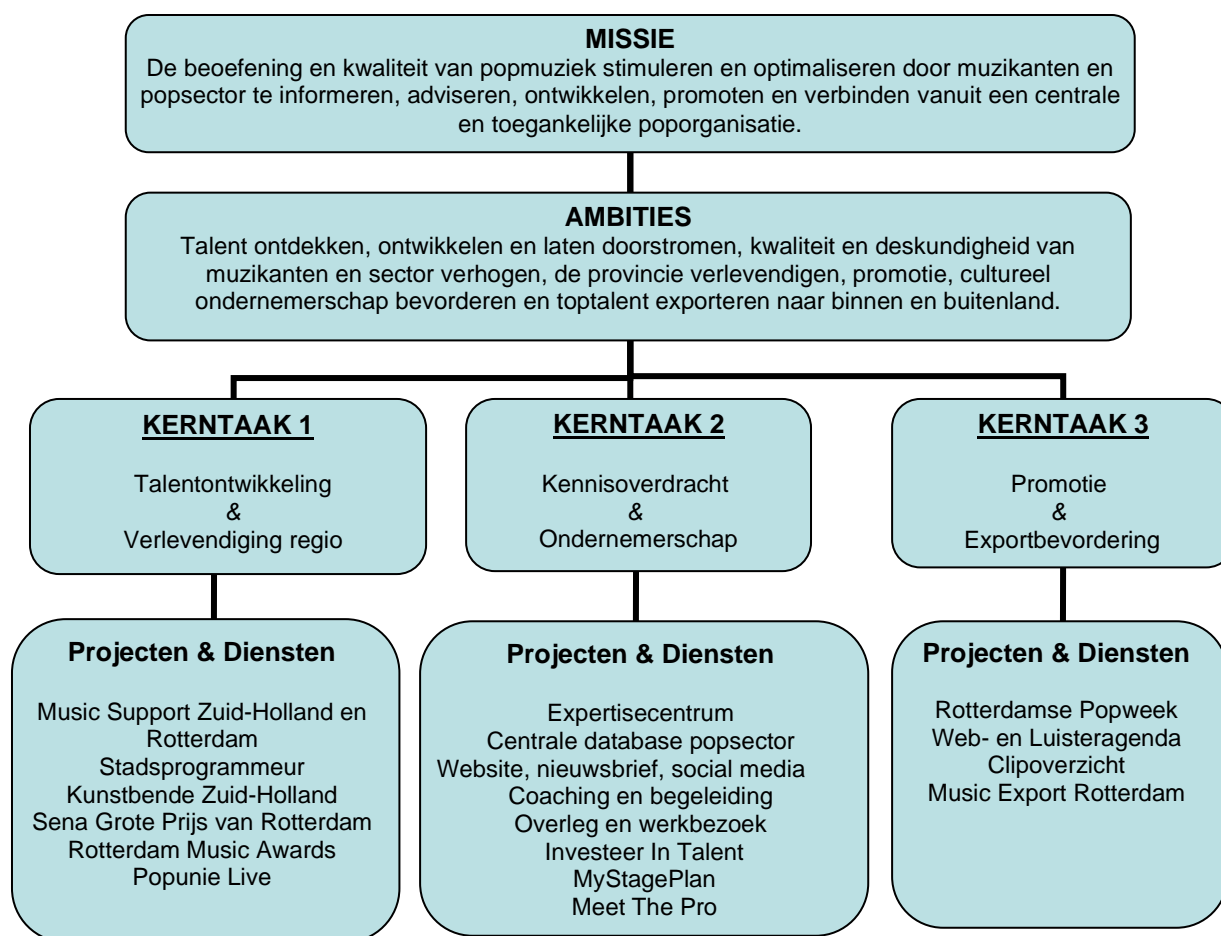 MISSIE
De beoefening en kwaliteit van popmuziek stimuleren en optimaliseren door muzikanten en
popsector te informeren, adviseren, ontwikkelen, promoten en verbinden vanuit een centrale
en toegankelijke poporganisatie.
AMBITIES
Talent ontdekken, ontwikkelen en laten doorstromen, kwaliteit en deskundigheid van
muzikanten en sector verhogen, de provincie verlevendigen, promotie, cultureel
ondernemerschap bevorderen en toptalent exporteren naar binnen en buitenland.
KERNTAAK 1
Talentontwikkeling
&
Verlevendiging regio
KERNTAAK 2
Kennisoverdracht
&
Ondernemerschap
KERNTAAK 3
Promotie
&
Exportbevordering
Projecten & Diensten
Music Support Zuid-Holland en
Rotterdam
Stadsprogrammeur
Kunstbende Zuid-Holland
Sena Grote Prijs van Rotterdam
Rotterdam Music Awards
Popunie Live
Projecten & Diensten
Expertisecentrum
Centrale database popsector
Website, nieuwsbrief, social media
Coaching en begeleiding
Overleg en werkbezoek
Investeer In Talent
MyStagePlan
Meet The Pro
Projecten & Diensten
Rotterdamse Popweek
Web- en Luisteragenda
Clipoverzicht
Music Export Rotterdam